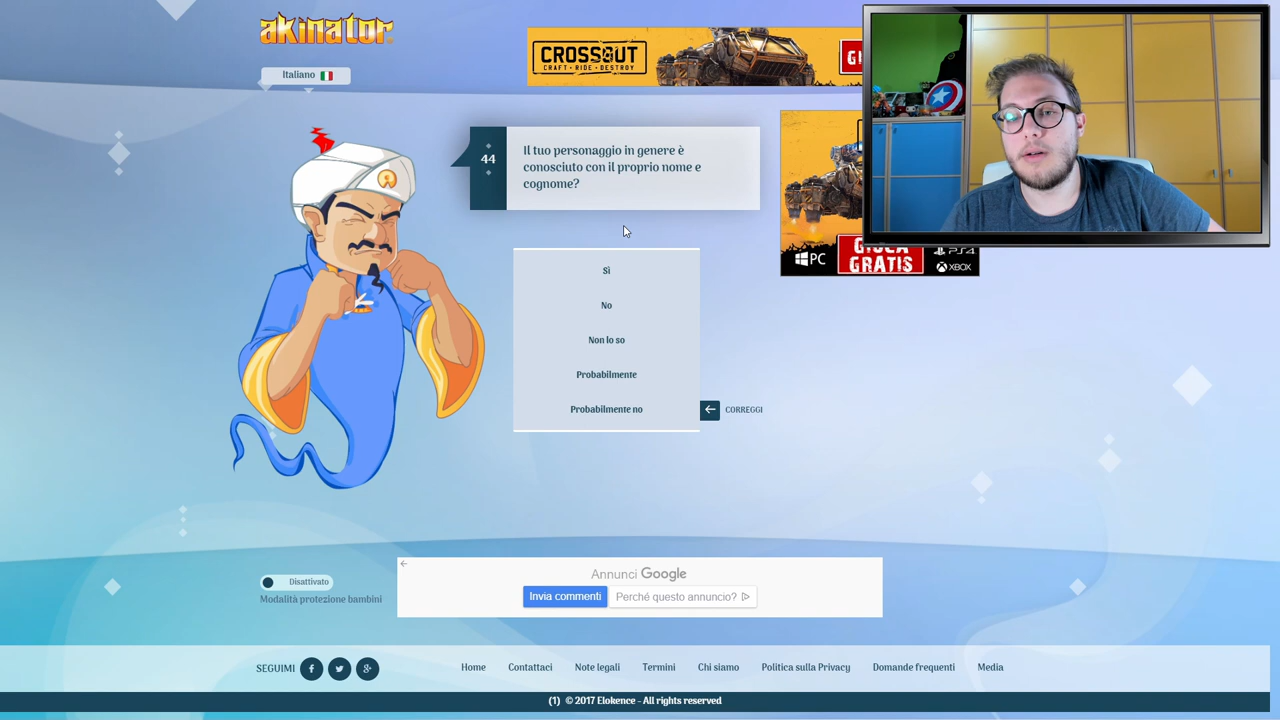 akinator
Italiano
CROSSOUT
CRAFT • RIDE • DESTROY
44
Il tuo personaggio in genere è
conosciuto con il proprio nome e
cognome?
Sì
No
Non lo so
Probabilmente
Probabilmente no
CORREGGI
GIOCA
GRATIS
PC
PS4
XBOX
Annunci Google
Invia commenti
Perché questo annuncio?
Disattivato
Modalità protezione bambini
SEGUIMI
Home
Contattaci
Note legali
Termini
Chi siamo
Politica sulla Privacy
Domande frequenti
Media
(1) © 2017 Elokence - All rights reserved